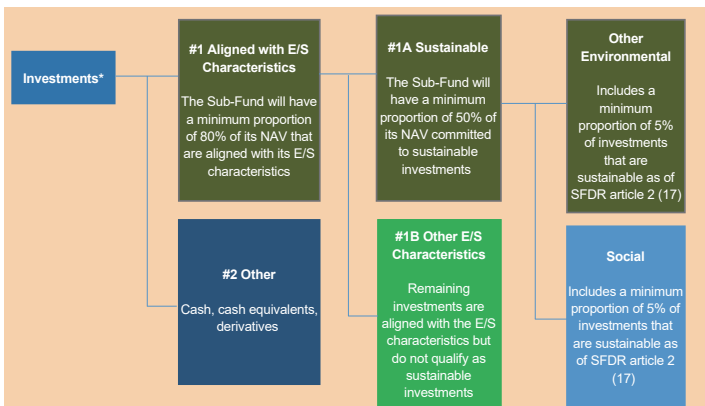 Investments*
#1 Aligned with E/S
Characteristics
The Sub-Fund will have
a minimum proportion
of 80% of its NAV that
are aligned with its E/S
characteristics
#2 Other
Cash, cash equivalents,
derivatives
#1A Sustainable
The Sub-Fund will
have a minimum
proportion of 50% of
its NAV committed
to sustainable
investments
#1B Other E/S
Characteristics
Remaining
investments are
aligned with the E/S
characteristics but
do not qualify as
sustainable
investments
Other
Environmental
Includes a
minimum
proportion of 5%
of investments
that are
sustainable as of
SFDR article 2 (17)
Social
Includes a minimum
proportion of 5% of
investments that
are sustainable as
of SFDR article 2
(17)